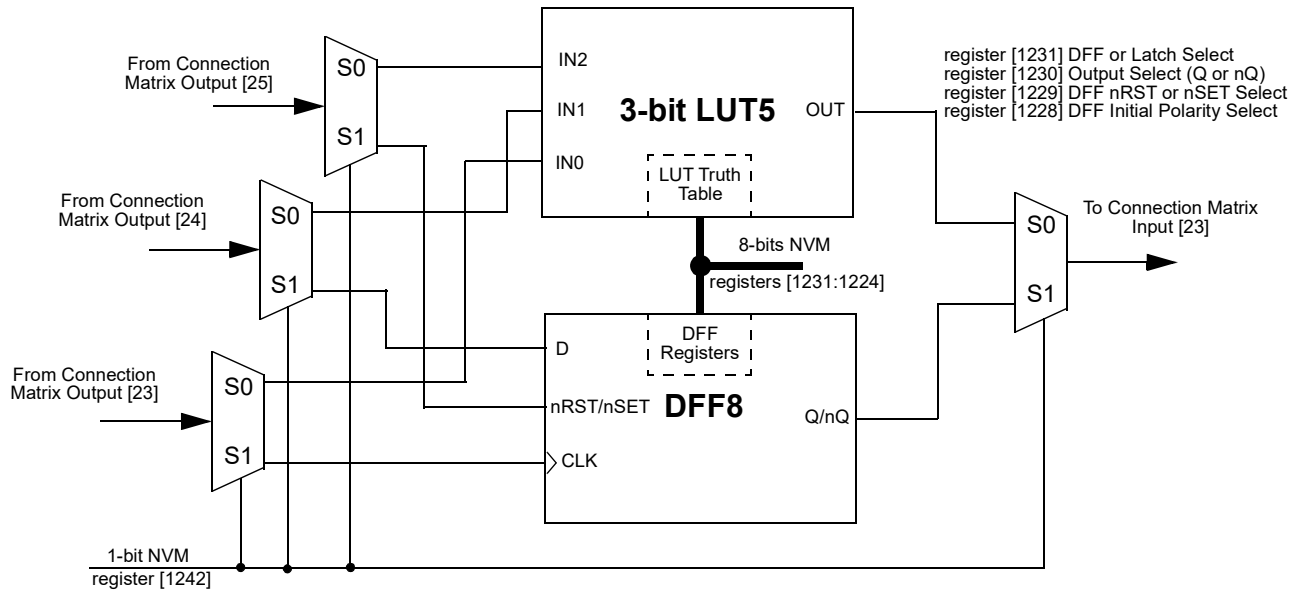 From Connection
Matrix Output [25]
S0
S1
From Connection
Matrix Output [24]
S0
S1
From Connection
Matrix Output [23]
S0
S1
1-bit NVM
register [1242]
IN2
IN1
IN0
3-bit LUT5
OUT
LUT Truth
Table
8-bits NVM
registers [1231:1224]
DFF
Registers
D
nRST/nSET
DFF8
CLK
Q/nQ
register [1231] DFF or Latch Select
register [1230] Output Select (Q or nQ)
register [1229] DFF nRST or nSET Select
register [1228] DFF Initial Polarity Select
S0
S1
To Connection Matrix
Input [23]